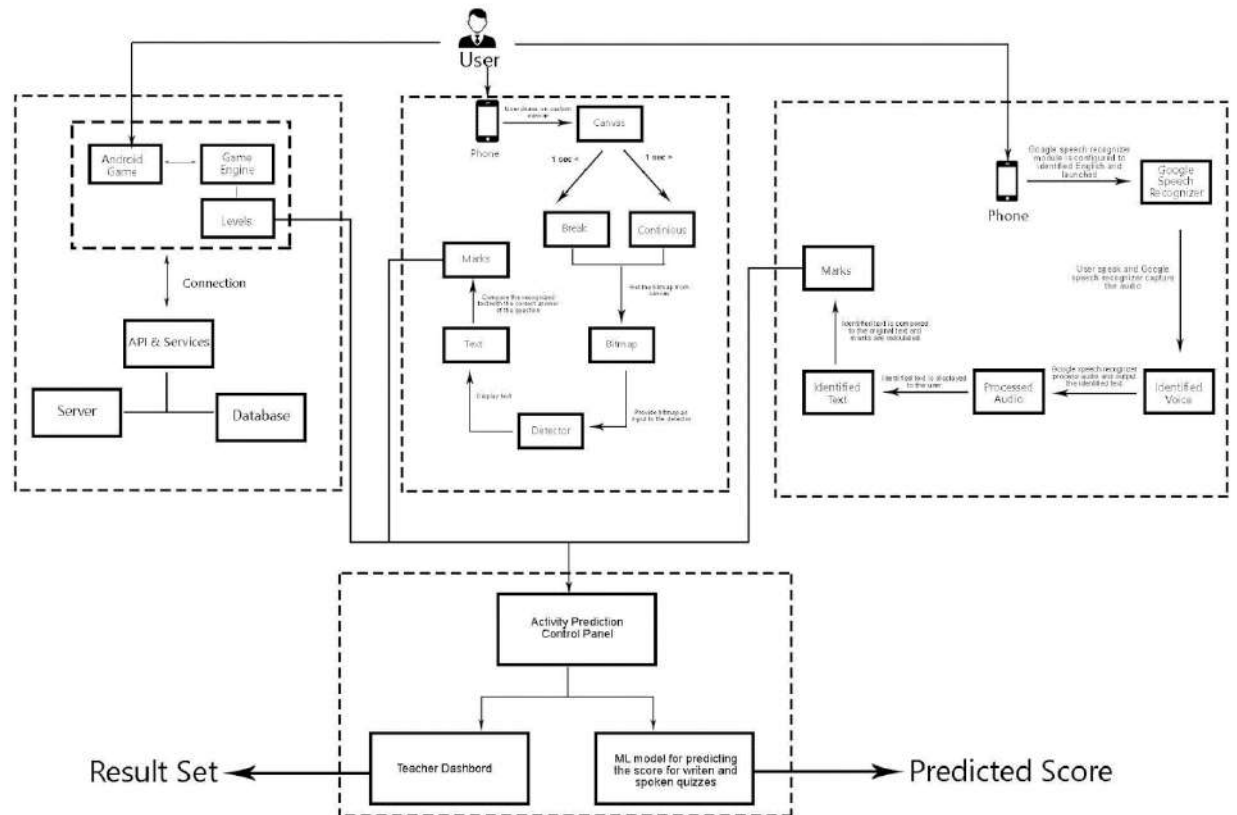 User
Android
Game
Game
Engine
Levels
Connection
API & Services
Server
Database
Phone
Canvas
1 sec <
1 sec >
Break
Continious
Get the bitmap from
canvas
Bitmap
Provide bitmap as
input to the detector
Detector
Display text
Text
Compare the recognized
text with the correct answer
of the question
Marks
Phone
Google speech recognizer
module is configured to
identified English and
launched
Google
Speech
Recognizer
User speak and Google
speech recognizer capture
the audio
Identified
Voice
Google speech recognizer
process audio and output
the identified text
Processed
Audio
Identified text is displayed
to the user
Identified
Text
Identified text is compared
to the original text and
marks are calculated
Marks
Activity Prediction
Control Panel
Teacher Dashbord
ML model for predicting
the score for writen and
spoken quizzes
Result Set
Predicted Score